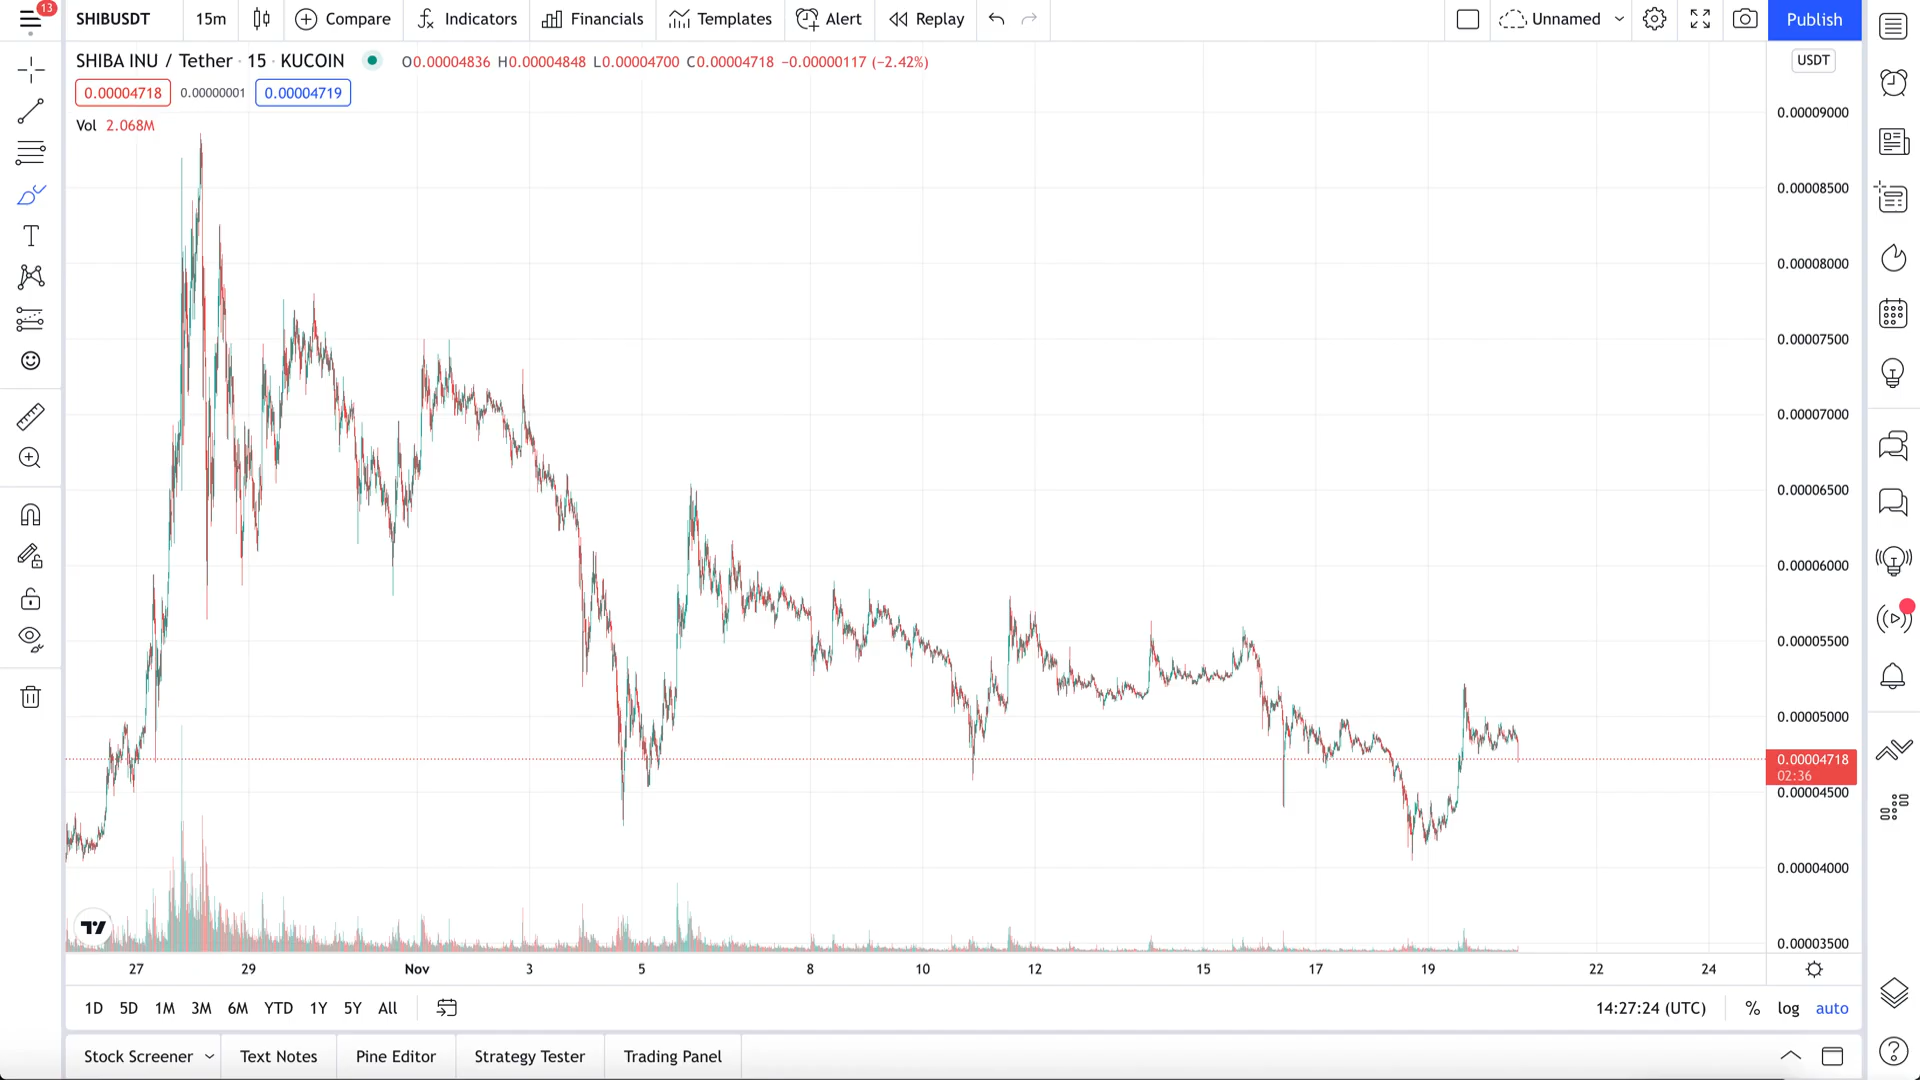 13
SHIBUSDT 15m Compare Indicators Financials Templates Alert Replay Unnamed Publish
SHIBA INU / Tether · 15 · KUCOIN O0.00004836 H0.00004848 L0.00004700 C0.00004718 −0.00000117 (−2.42%) USDT
0.00004718 0.00000001 0.00004719
Vol 2.068M
0.00009000
0.00008500
0.00008000
0.00007500
0.00007000
0.00006500
0.00006000
0.00005500
0.00005000
0.00004718
02:36
0.00004500
0.00004000
0.00003500
27 29 Nov 3 5 8 10 12 15 17 19 22 24
1D 5D 1M 3M 6M YTD 1Y 5Y All 14:27:24 (UTC) % log auto
Stock Screener Text Notes Pine Editor Strategy Tester Trading Panel